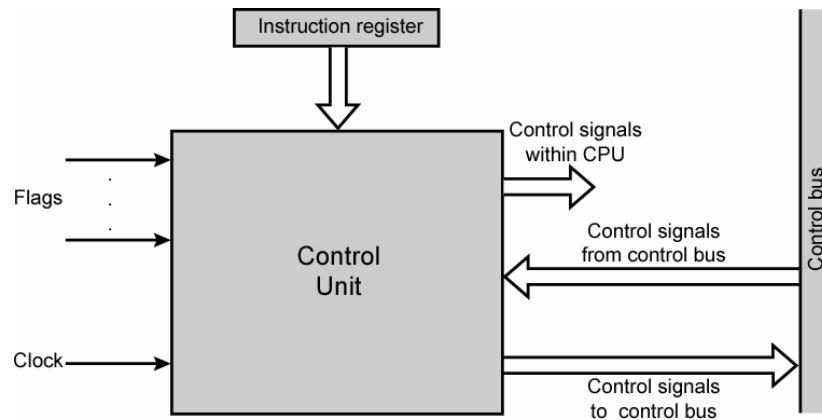 Instruction register
Control signals
within CPU
Flags
.
.
.
Control
Unit
Control signals
from control bus
Control bus
Clock
Control signals
to control bus